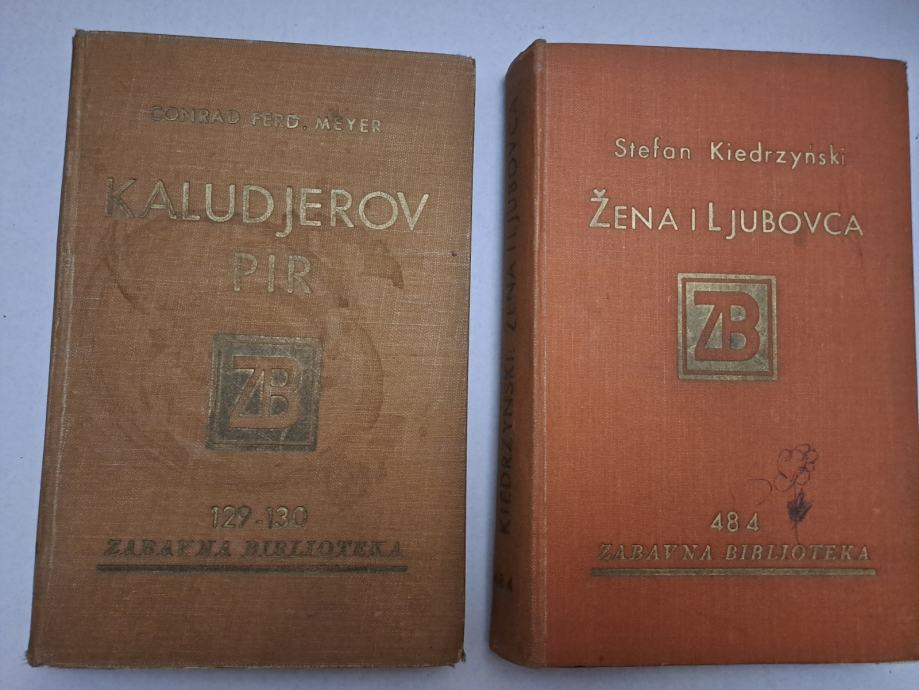 CONRAD FERD. MEYER
KALUDJEROV
PIR
ZB
129-130
ZABAVNA BIBLIOTEKA
KIEDRZYŃSKI: ŽENA I LJUBOVCA
484
Stefan Kiedrzyński
ŽENA I LJUBOVCA
ZB
484
ZABAVNA BIBLIOTEKA